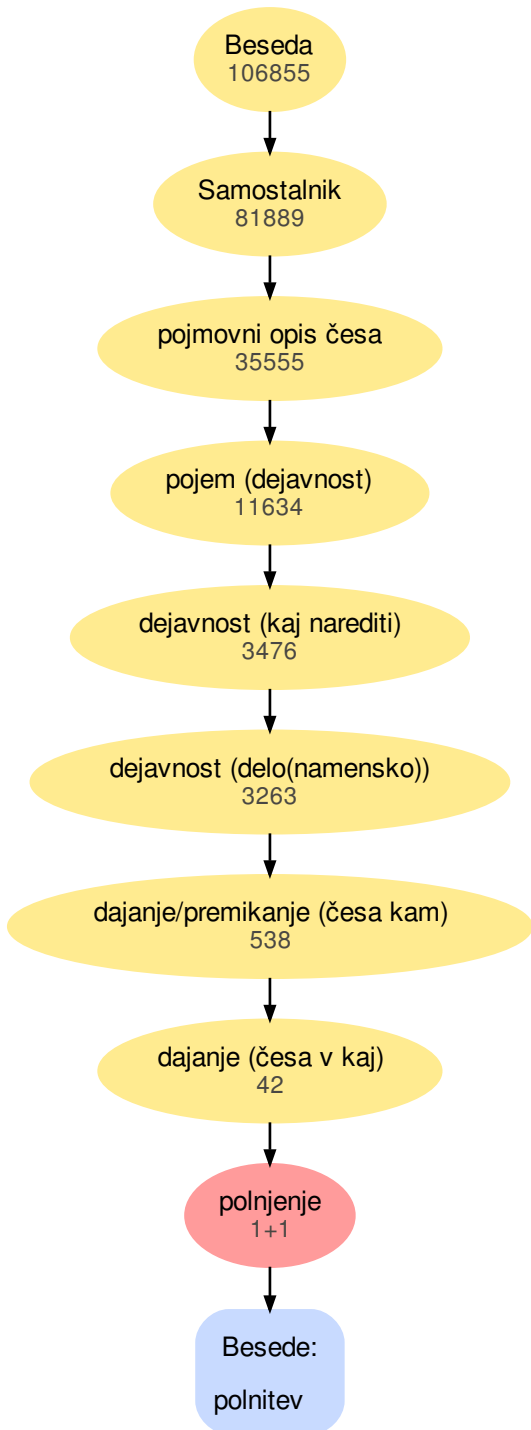 Beseda
106855
Samostalnik
81889
pojmovni opis česa
35555
pojem (dejavnost)
11634
dejavnost (kaj narediti)
3476
dejavnost (delo(namensko))
3263
dajanje/premikanje (česa kam)
538
dajanje (česa v kaj)
42
polnjenje
1+1
Besede:
polnitev